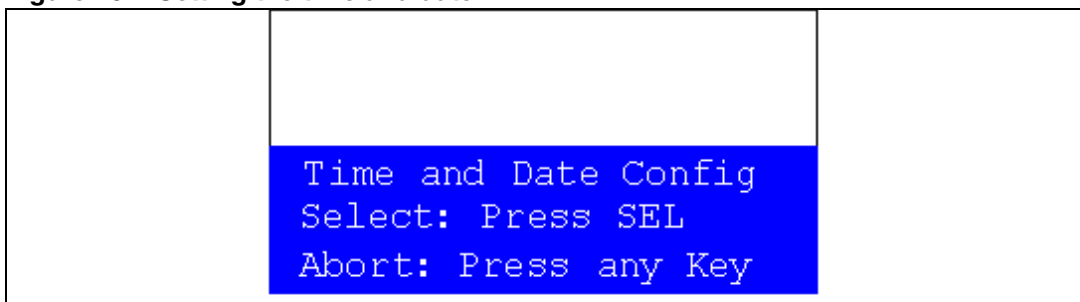 Time and Date Config
Select: Press SEL
Abort: Press any Key